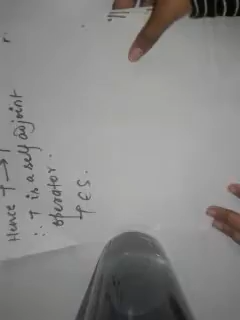 Hence T →
∴ T is a self adjoint
operator.
YES.